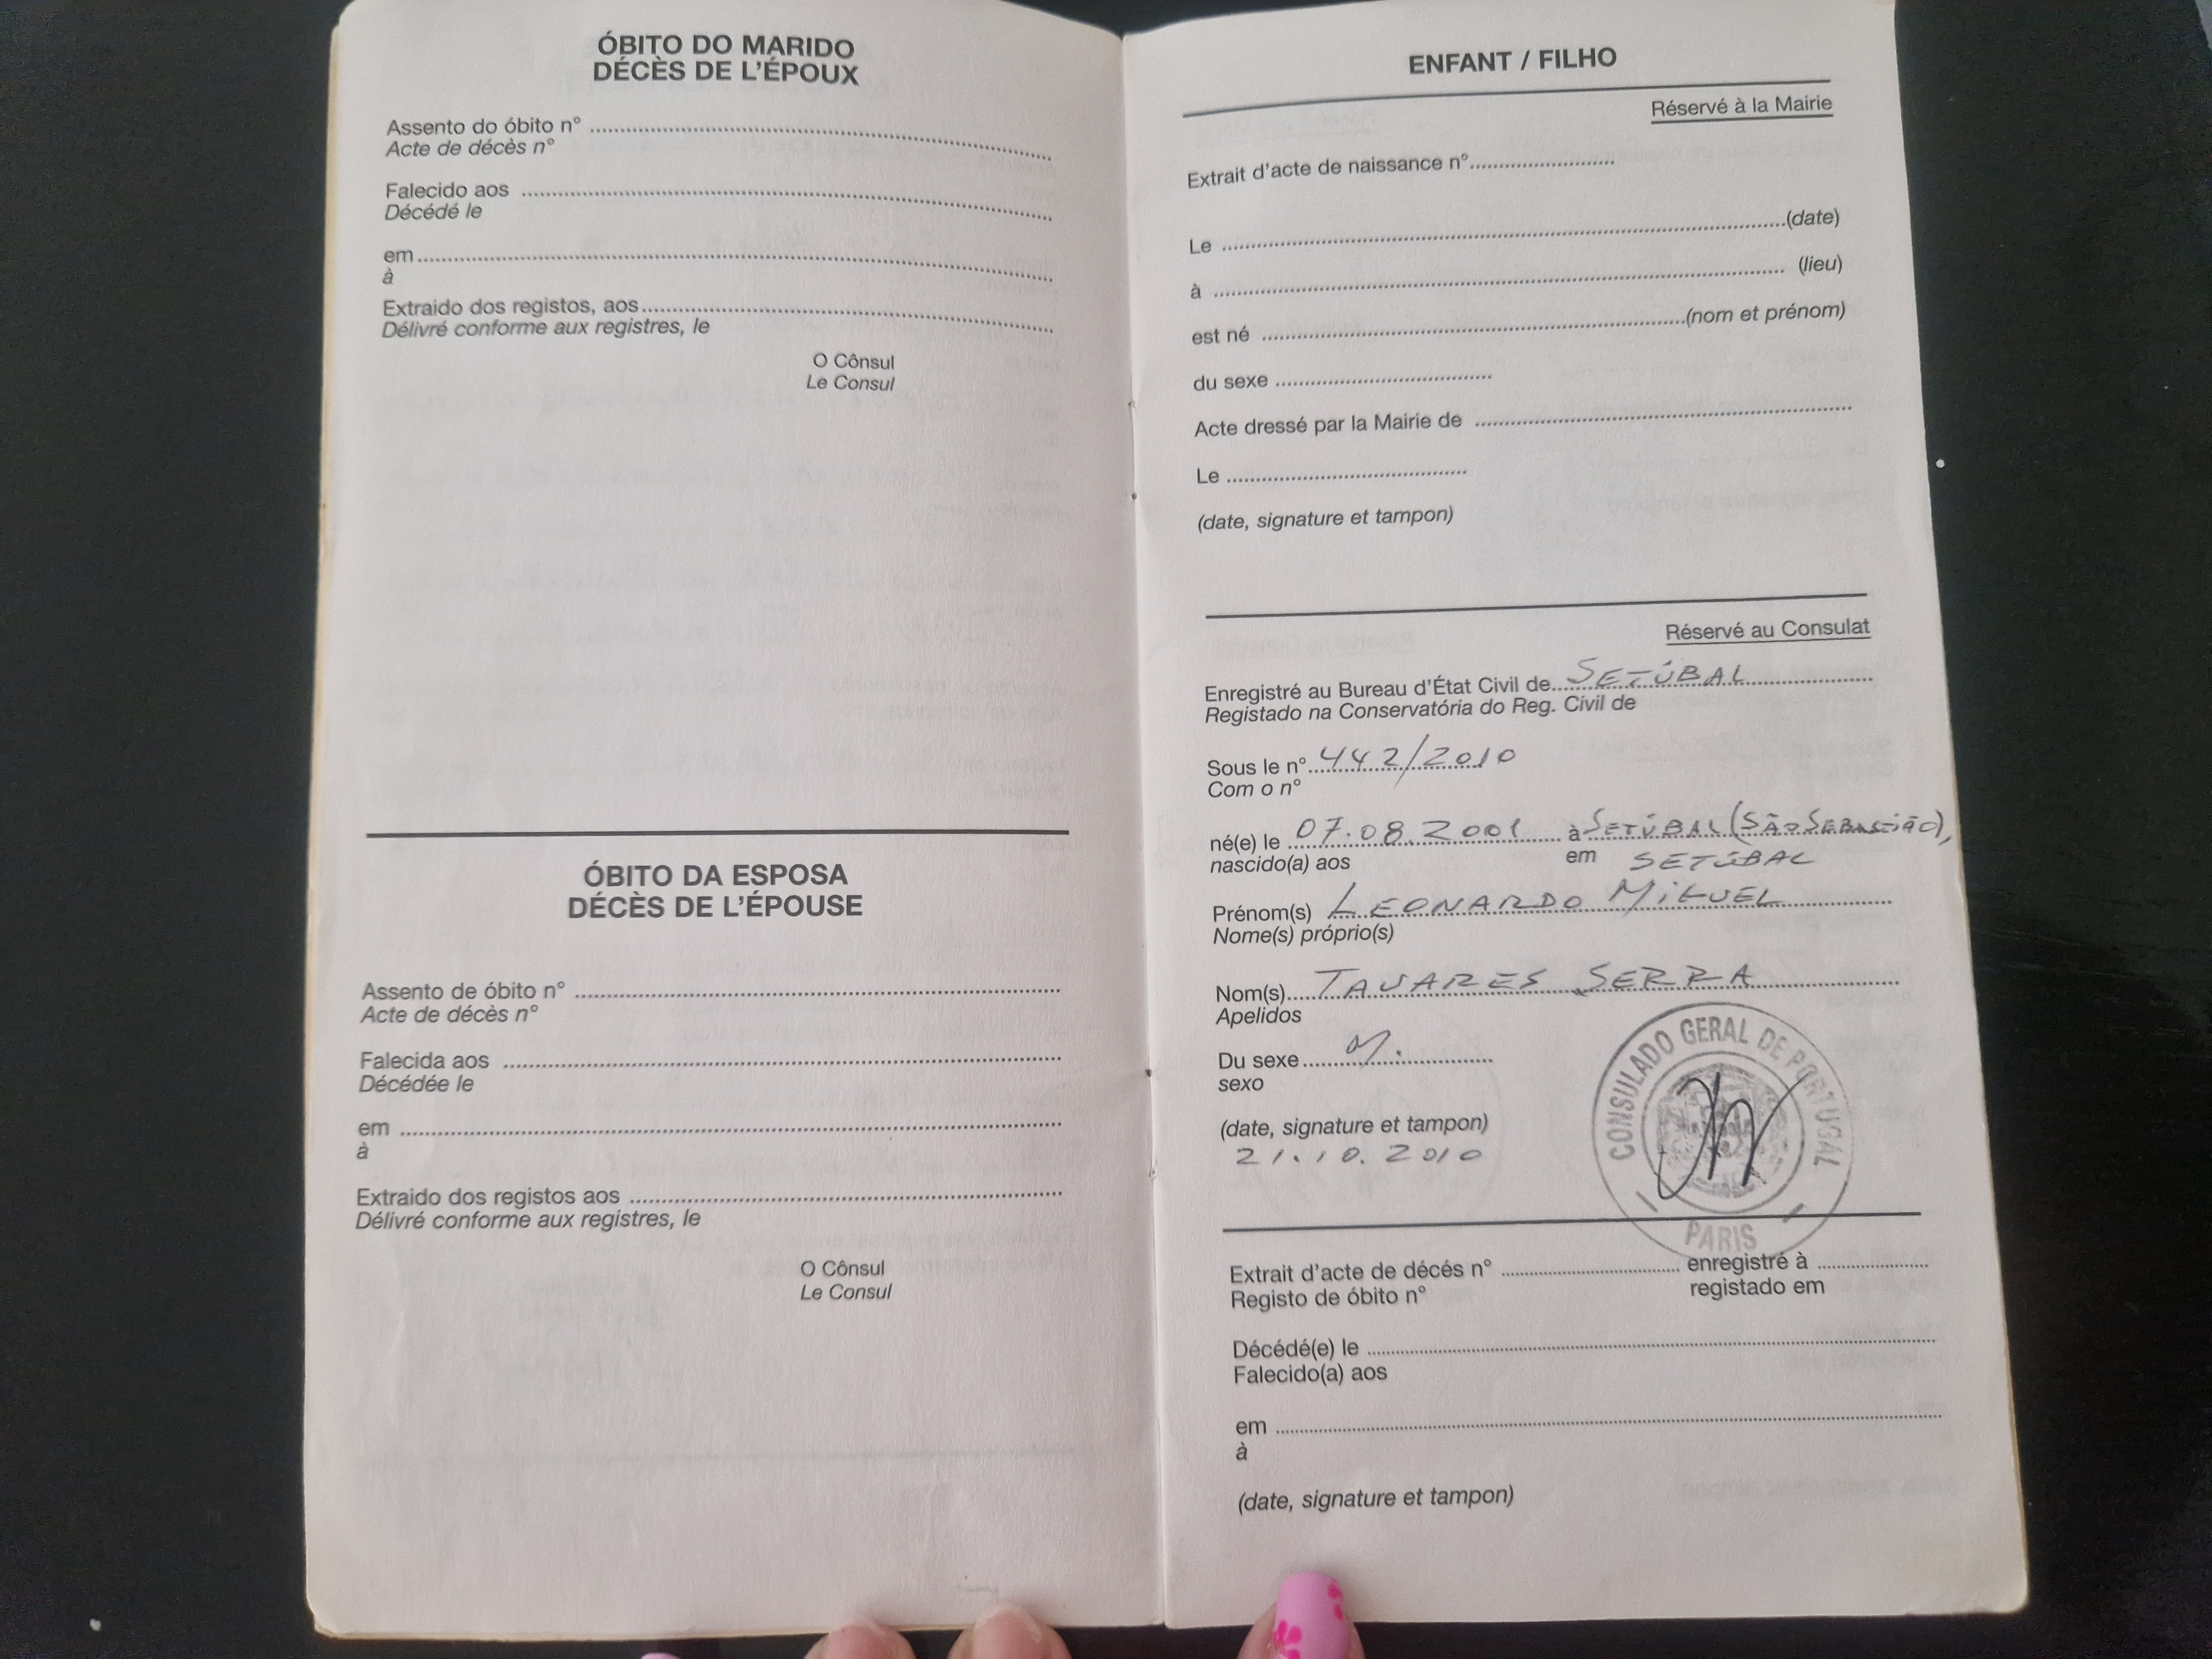 ÓBITO DO MARIDO
DÉCÈS DE L'ÉPOUX
Assento do óbito n°
Acte de décès n°
Falecido aos
Décédé le
em
à
Extraido dos registos, aos
Délivré conforme aux registres, le
O Cônsul
Le Consul
ÓBITO DA ESPOSA
DÉCÈS DE L'ÉPOUSE
Assento de óbito n°
Acte de décès n°
Falecida aos
Décédée le
em
à
Extraido dos registos aos
Délivré conforme aux registres, le
O Cônsul
Le Consul
ENFANT / FILHO
Réservé à la Mairie
Extrait d'acte de naissance n°
Le (date)
à (lieu)
est né (nom et prénom)
du sexe
Acte dressé par la Mairie de
Le
(date, signature et tampon)
Réservé au Consulat
Enregistré au Bureau d'État Civil de SETÚBAL
Registado na Conservatória do Reg. Civil de
Sous le n° 442/2010
Com o n°
né(e) le 07.08.2001 à SETÚBAL (SÃO SEBASTIÃO),
nascido(a) aos em SETÚBAL
Prénom(s) LEONARDO MIGUEL
Nome(s) próprio(s)
Nom(s) TAVARES SERRA
Apelidos
Du sexe M.
sexo
(date, signature et tampon)
21.10.2010
CONSULADO GERAL DE PORTUGAL
PARIS
Extrait d'acte de décés n° enregistré à
Registo de óbito n° registado em
Décédé(e) le
Falecido(a) aos
em
à
(date, signature et tampon)